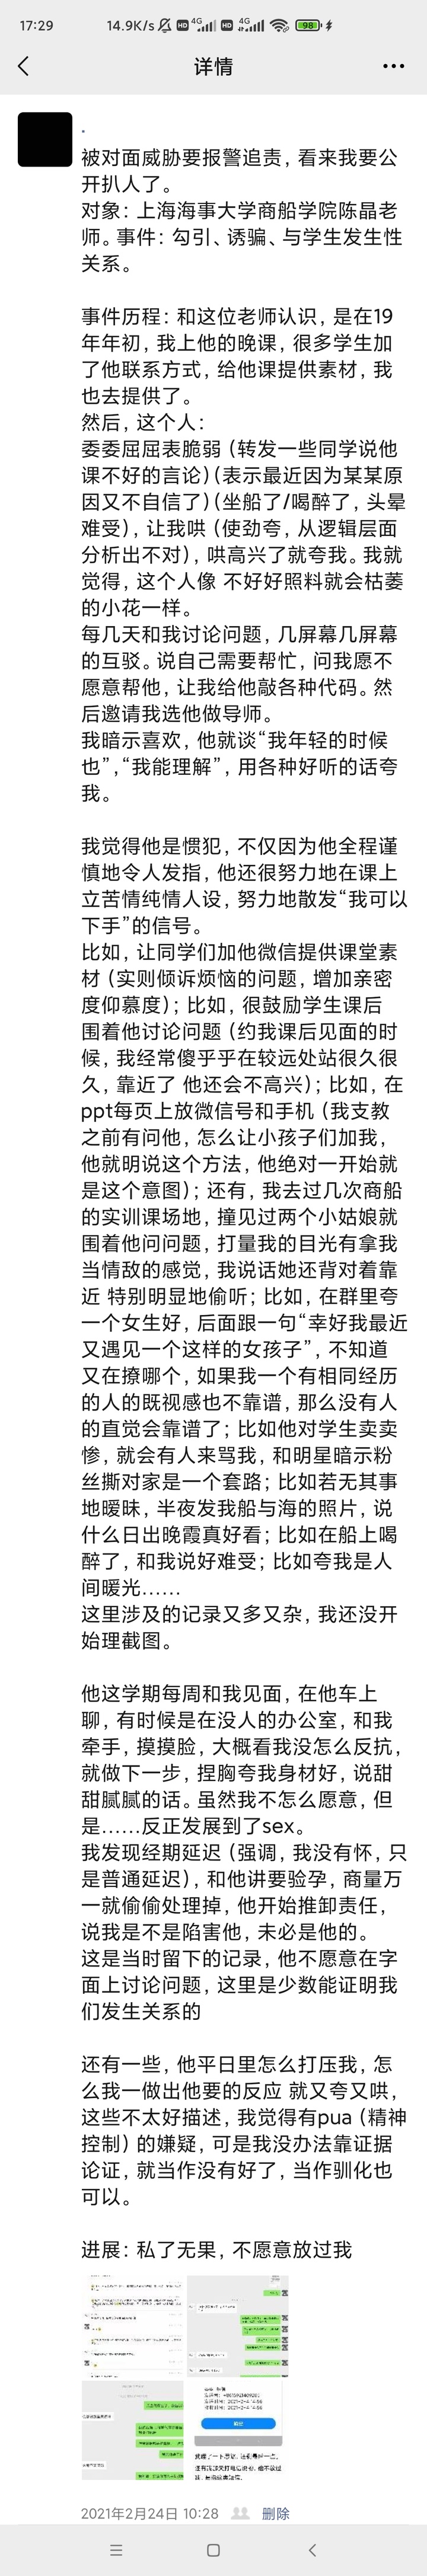 17:29
14.9K/s
HD
4G
HD
4G
98
详情
被对面威胁要报警追责，看来我要公
开扒人了。
对象：上海海事大学商船学院陈晶老
师。事件：勾引、诱骗、与学生发生性
关系。
事件历程：和这位老师认识，是在19
年年初，我上他的晚课，很多学生加
了他联系方式，给他课提供素材，我
也去提供了。
然后，这个人：
委委屈屈表脆弱（转发一些同学说他
课不好的言论）（表示最近因为某某原
因又不自信了）（坐船了/喝醉了，头晕
难受），让我哄（使劲夸，从逻辑层面
分析出不对），哄高兴了就夸我。我就
觉得，这个人像 不好好照料就会枯萎
的小花一样。
每几天和我讨论问题，几屏幕几屏幕
的互驳。说自己需要帮忙，问我愿不
愿意帮他，让我给他敲各种代码。然
后邀请我选他做导师。
我暗示喜欢，他就谈“我年轻的时候
也”，“我能理解”，用各种好听的话夸
我。
我觉得他是惯犯，不仅因为他全程谨
慎地令人发指，他还很努力地在课上
立苦情纯情人设，努力地散发“我可以
下手”的信号。
比如，让同学们加他微信提供课堂素
材（实则倾诉烦恼的问题，增加亲密
度仰慕度）；比如，很鼓励学生课后
围着他讨论问题（约我课后见面的时
候，我经常傻乎乎在较远处站很久很
久，靠近了 他还会不高兴）；比如，在
ppt每页上放微信号和手机（我支教
之前有问他，怎么让小孩子们加我，
他就明说这个方法，他绝对一开始就
是这个意图）；还有，我去过几次商船
的实训课场地，撞见过两个小姑娘就
围着他问问题，打量我的目光有拿我
当情敌的感觉，我说话她还背对着靠
近 特别明显地偷听；比如，在群里夸
一个女生好，后面跟一句“幸好我最近
又遇见一个这样的女孩子”，不知道
又在撩哪个，如果我一个有相同经历
的人的既视感也不靠谱，那么没有人
的直觉会靠谱了；比如他对学生卖卖
惨，就会有人来骂我，和明星暗示粉
丝撕对家是一个套路；比如若无其事
地暧昧，半夜发我船与海的照片，说
什么日出晚霞真好看；比如在船上喝
醉了，和我说好难受；比如夸我是人
间暖光……
这里涉及的记录又多又杂，我还没开
始理截图。
他这学期每周和我见面，在他车上
聊，有时候是在没人的办公室，和我
牵手，摸摸脸，大概看我没怎么反抗，
就做下一步，捏胸夸我身材好，说甜
甜腻腻的话。虽然我不怎么愿意，但
是……反正发展到了sex。
我发现经期延迟（强调，我没有怀，只
是普通延迟），和他讲要验孕，商量万
一就偷偷处理掉，他开始推卸责任，
说我是不是陷害他，未必是他的。
这是当时留下的记录，他不愿意在字
面上讨论问题，这里是少数能证明我
们发生关系的
还有一些，他平日里怎么打压我，怎
么我一做出他要的反应 就又夸又哄，
这些不太好描述，我觉得有pua（精神
控制）的嫌疑，可是我没办法靠证据
论证，就当作没有好了，当作驯化也
可以。
进展：私了无果，不愿意放过我
2021年2月24日 10:28
删除